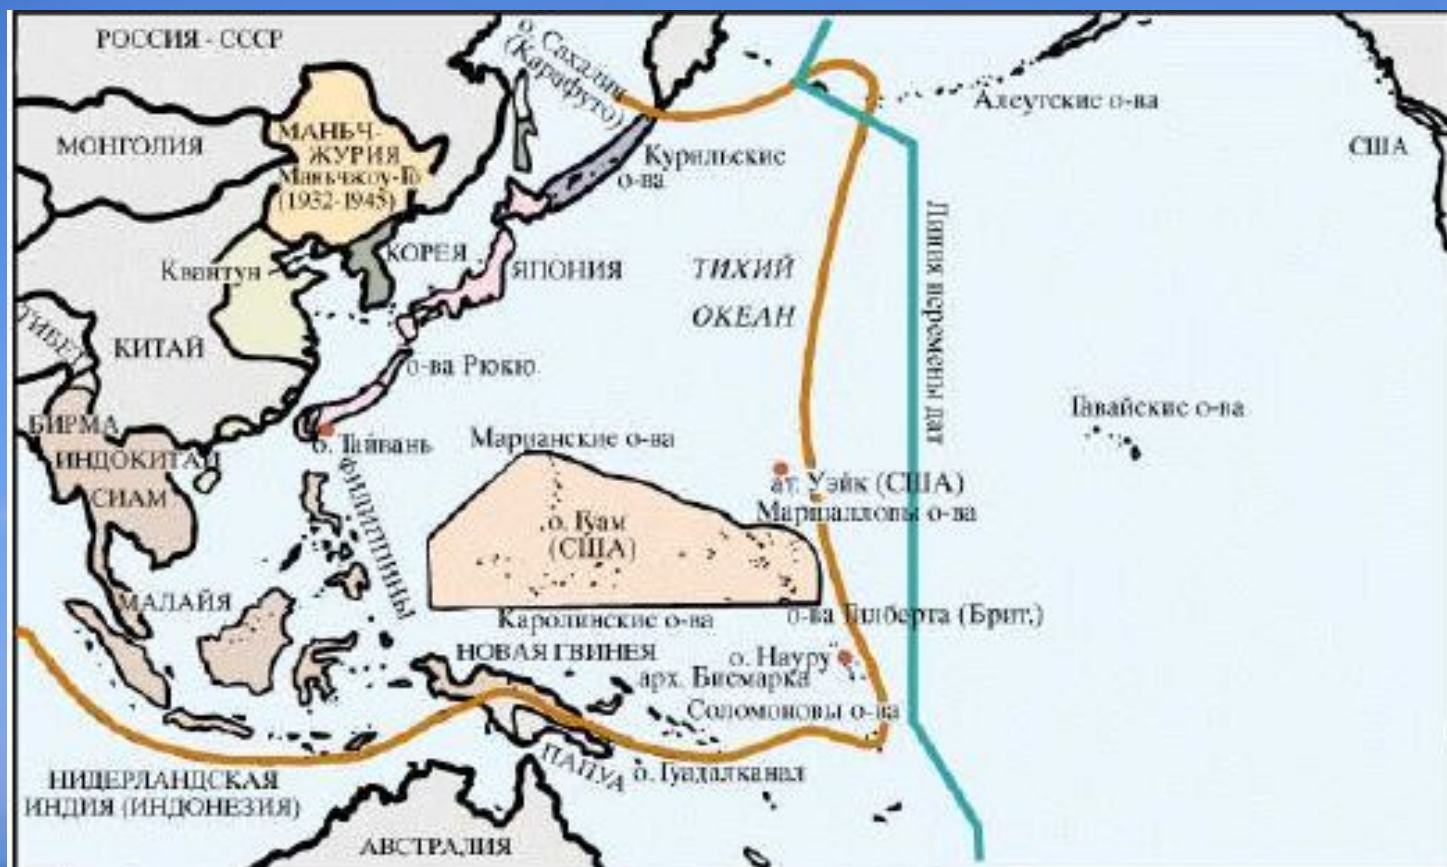 РОССИЯ - СССР
о. Сахалин
(Карафуто)
Алеутские о-ва
МОНГОЛИЯ
МАНЬЧ-
ЖУРИЯ
Маньчжоу-Го
(1932-1945)
Курильские
о-ва
США
Квантун
КОРЕЯ
ЯПОНИЯ
ТИХИЙ
ОКЕАН
Линия перемены дат
ТИБЕТ
КИТАЙ
о-ва Рюкю
Гавайские о-ва
БИРМА
ИНДОКИТАЙ
СИАМ
о. Тайвань
ФИЛИППИНЫ
Марианские о-ва
ат. Уэйк (США)
Маршалловы о-ва
о. Гуам
(США)
МАЛАЙЯ
Каролинские о-ва
о-ва Гилберта (Брит.)
НОВАЯ ГВИНЕЯ
о. Науру
арх. Бисмарка
Соломоновы о-ва
ПАПУА
о. Гуадалканал
НИДЕРЛАНДСКАЯ
ИНДИЯ (ИНДОНЕЗИЯ)
АВСТРАЛИЯ